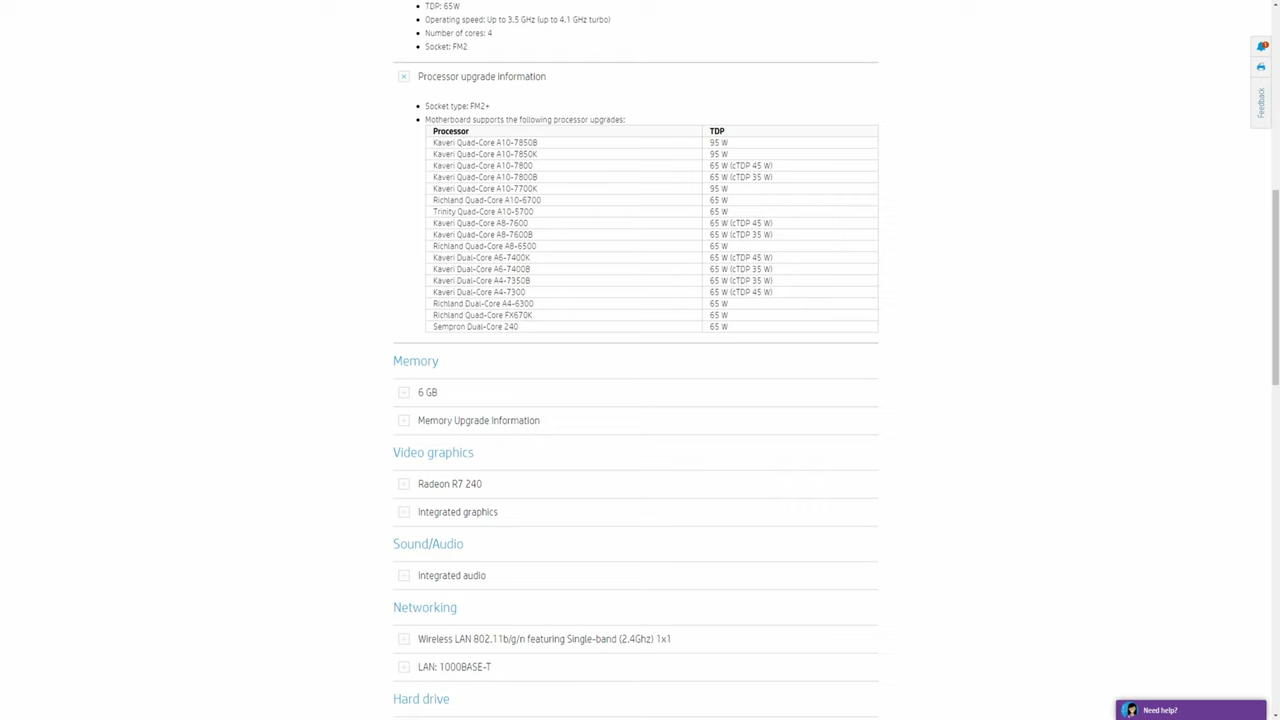 TDP: 65W
Operating speed: Up to 3.5 GHz (up to 4.1 GHz turbo)
Number of cores: 4
Socket: FM2
Processor upgrade information
Socket type: FM2+
Motherboard supports the following processor upgrades:
Processor TDP
Kaveri Quad-Core A10-7850B 95 W
Kaveri Quad-Core A10-7850K 95 W
Kaveri Quad-Core A10-7800 65 W (cTDP 45 W)
Kaveri Quad-Core A10-7800B 65 W (cTDP 35 W)
Kaveri Quad-Core A10-7700K 95 W
Richland Quad-Core A10-6700 65 W
Trinity Quad-Core A10-5700 65 W
Kaveri Quad-Core A8-7600 65 W (cTDP 45 W)
Kaveri Quad-Core A8-7600B 65 W (cTDP 35 W)
Richland Quad-Core A8-6500 65 W
Kaveri Dual-Core A6-7400K 65 W (cTDP 45 W)
Kaveri Dual-Core A6-7400B 65 W (cTDP 35 W)
Kaveri Dual-Core A4-7350B 65 W (cTDP 35 W)
Kaveri Dual-Core A4-7300 65 W (cTDP 45 W)
Richland Dual-Core A4-6300 65 W
Richland Quad-Core FX670K 65 W
Sempron Dual-Core 240 65 W
Memory
6 GB
Memory Upgrade Information
Video graphics
Radeon R7 240
Integrated graphics
Sound/Audio
Integrated audio
Networking
Wireless LAN 802.11b/g/n featuring Single-band (2.4Ghz) 1x1
LAN: 1000BASE-T
Hard drive
Feedback
Need help?